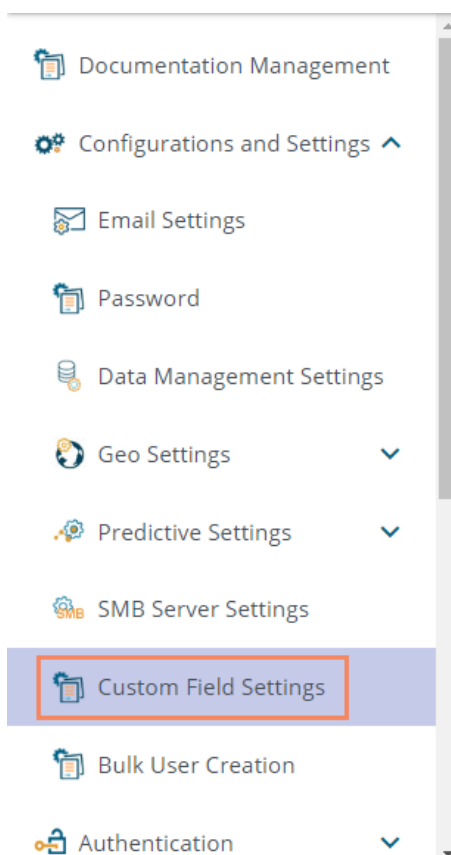 Documentation Management
Configurations and Settings
Email Settings
Password
Data Management Settings
Geo Settings
Predictive Settings
SMB SMB Server Settings
Custom Field Settings
Bulk User Creation
Authentication